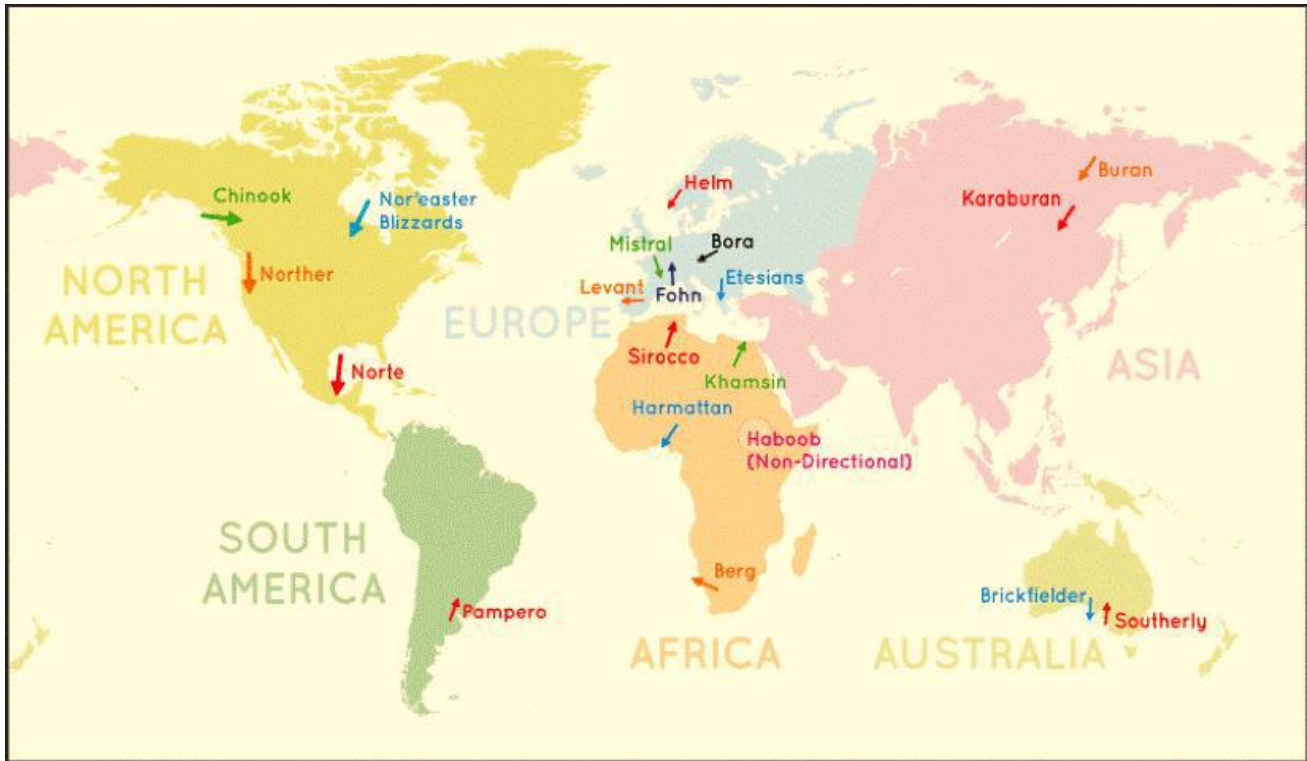 Chinook
Nor'easter
Blizzards
Norther
NORTH
AMERICA
Norte
SOUTH
AMERICA
Pampero
Helm
Mistral
Bora
Levant
Fohn
Etesians
EUROPE
Sirocco
Khamsin
Harmattan
Haboob
(Non-Directional)
Berg
AFRICA
Buran
Karaburan
ASIA
Brickfielder
Southerly
AUSTRALIA